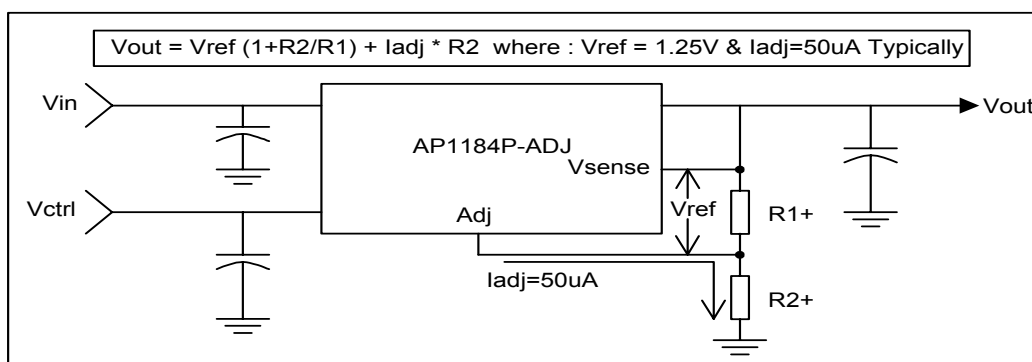 Vout = Vref (1+R2/R1) + Iadj * R2 where : Vref = 1.25V & Iadj=50uA Typically
Vin
Vout
AP1184P-ADJ
Vsense
Vctrl
Adj
Vref
R1+
Iadj=50uA
R2+